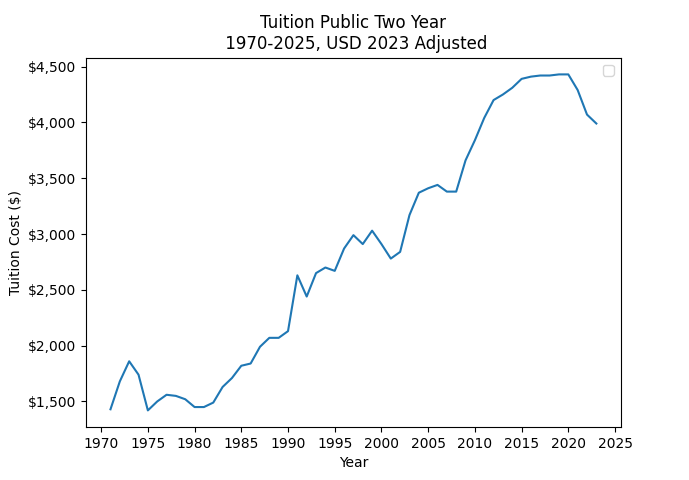 Tuition Public Two Year
1970-2025, USD 2023 Adjusted
$4,500
$4,000
$3,500
$3,000
$2,500
$2,000
$1,500
Tuition Cost ($)
1970 1975 1980 1985 1990 1995 2000 2005 2010 2015 2020 2025
Year